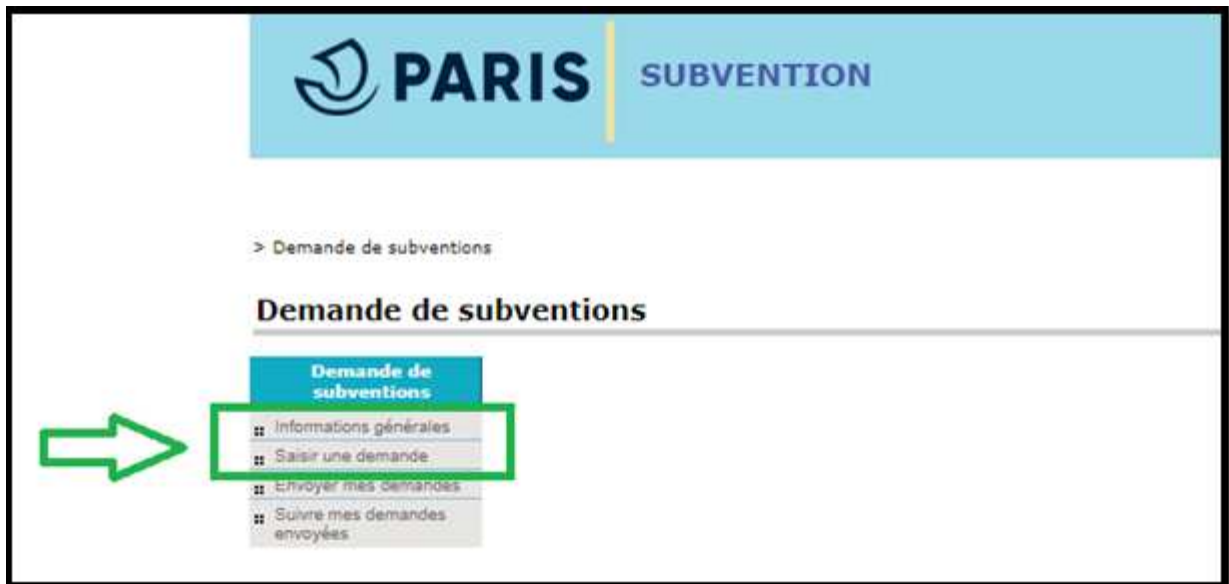 PARIS
SUBVENTION
> Demande de subventions
Demande de subventions
Demande de
subventions
Informations générales
Saisir une demande
Envoyer mes demandes
Suivre mes demandes
envoyées